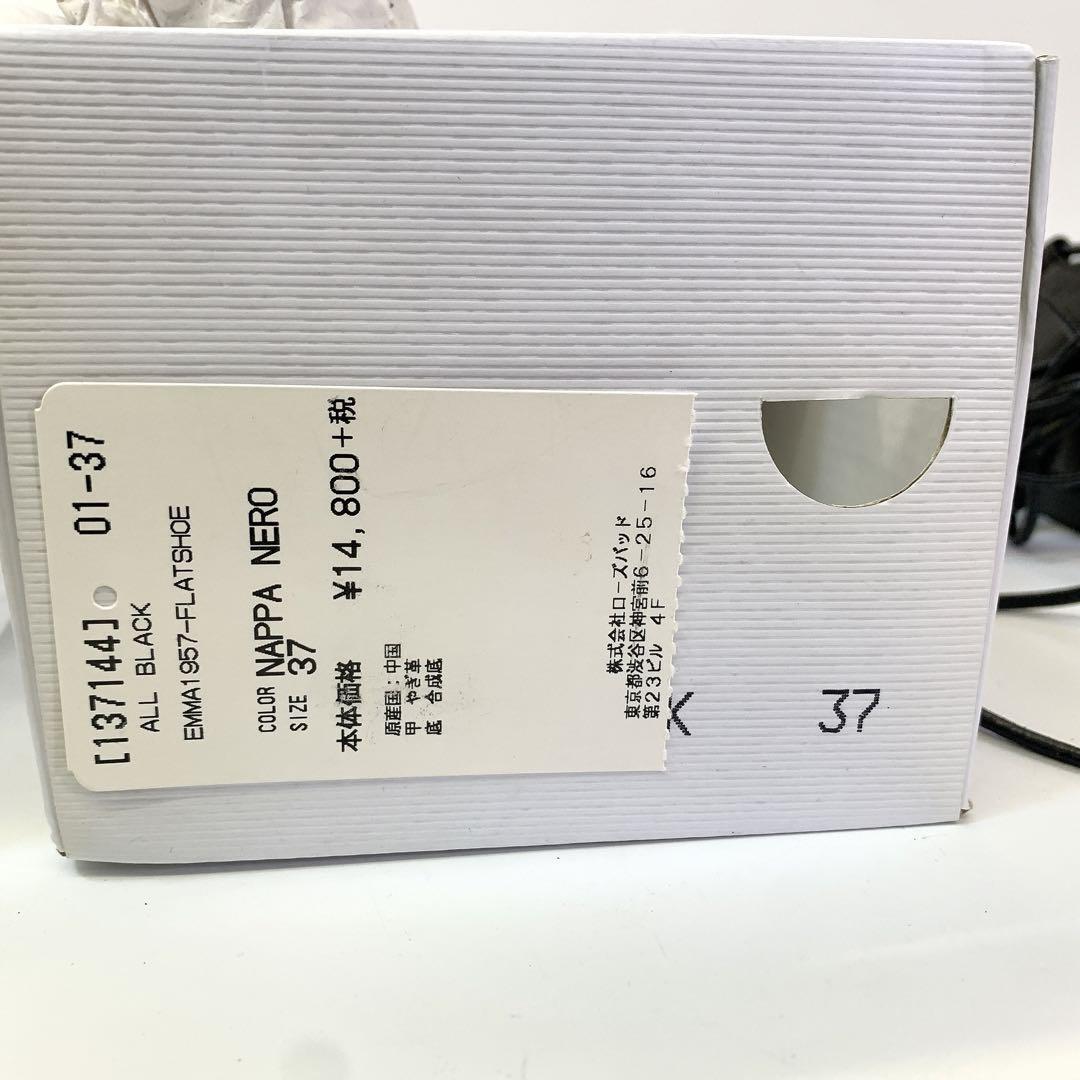 [137144] 01-37
ALL BLACK
EMMA1957-FLATSHOE
COLOR NAPPA NERO
SIZE 37
本体価格 ¥14,800+税
原産国:中国
甲 やぎ革
底 合成底
株式会社ローズバッド
東京都渋谷区神宮前6-25-16
第23ビル 4F
37